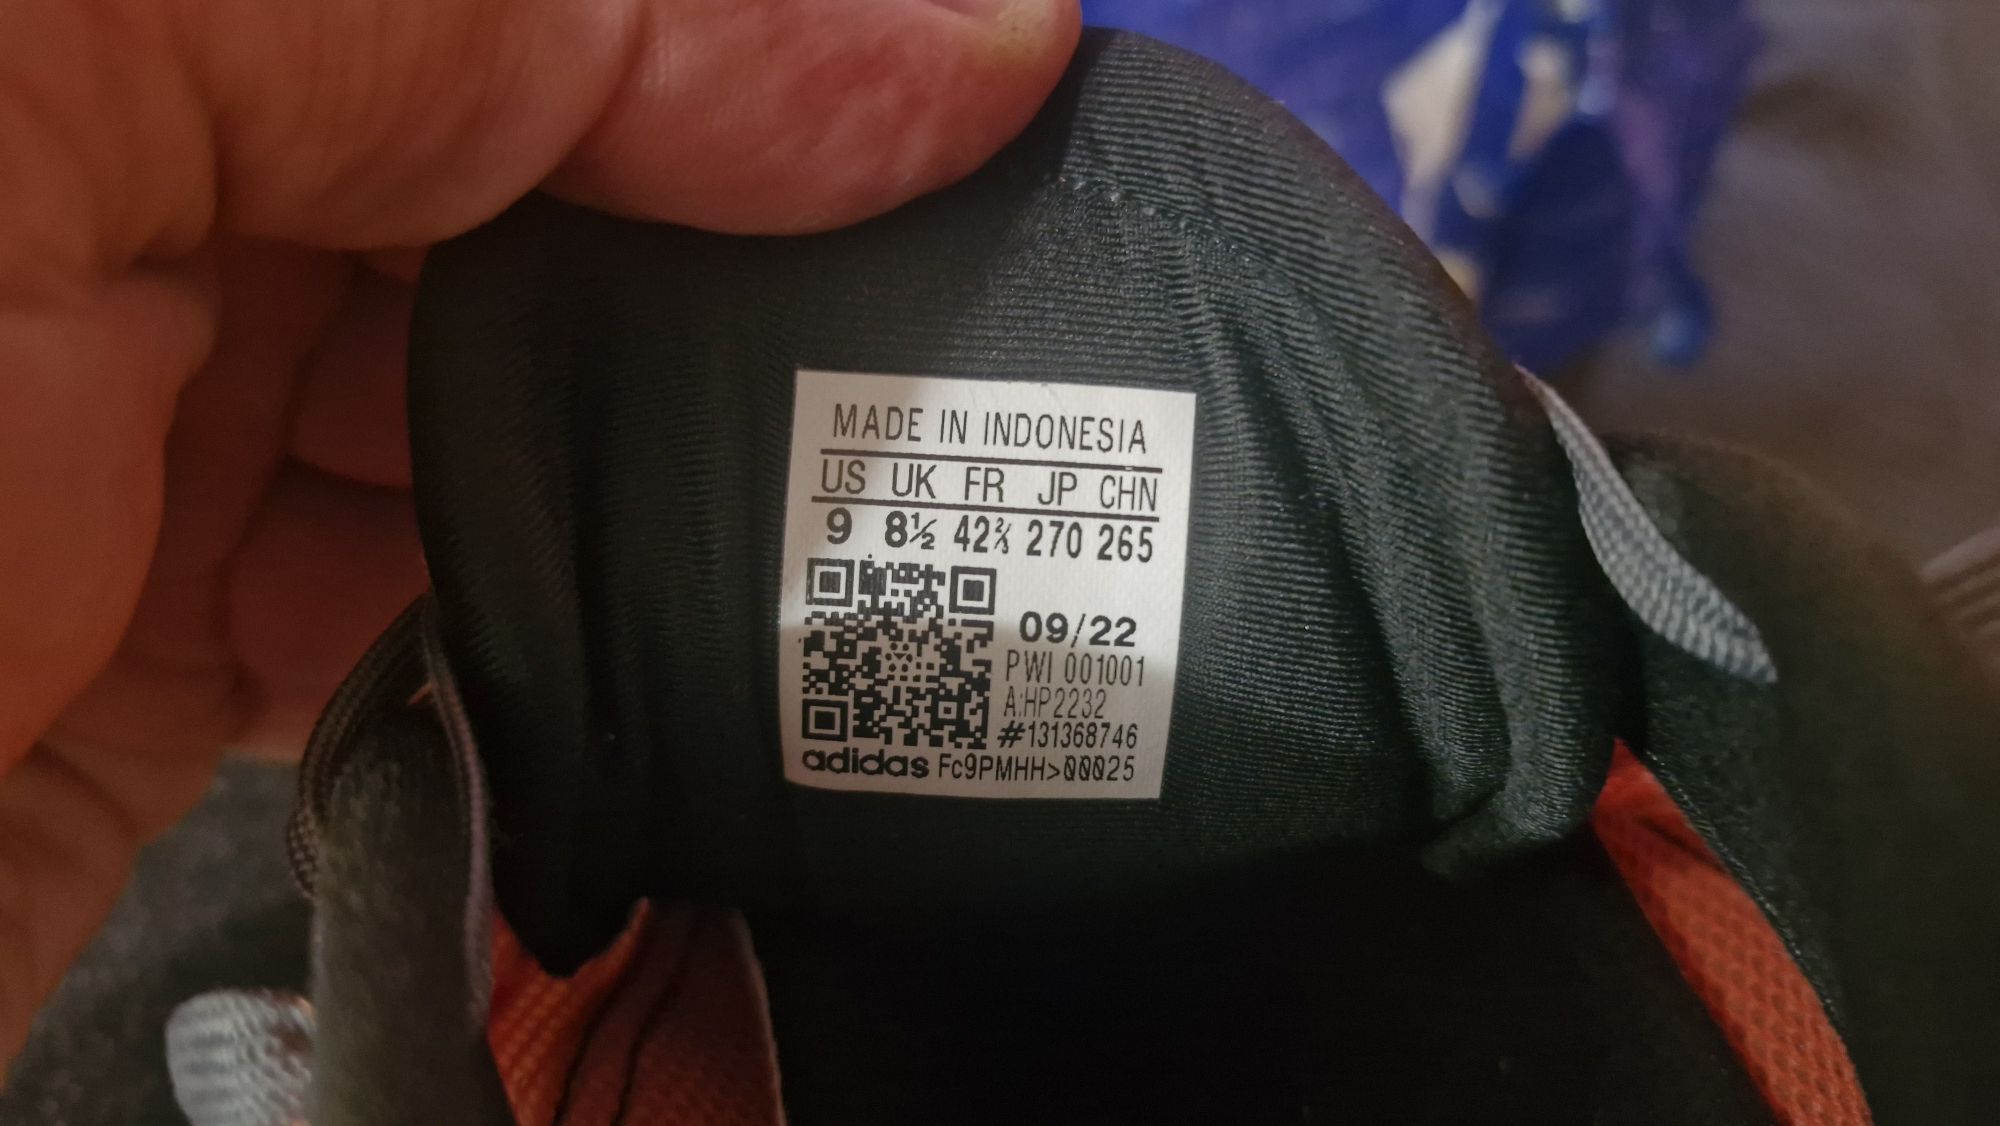 MADE IN INDONESIA
US UK FR JP CHN
9 8½ 42⅔ 270 265
09/22
PWI 001001
A:HP2232
#131368746
adidas Fc9PMHH>00025